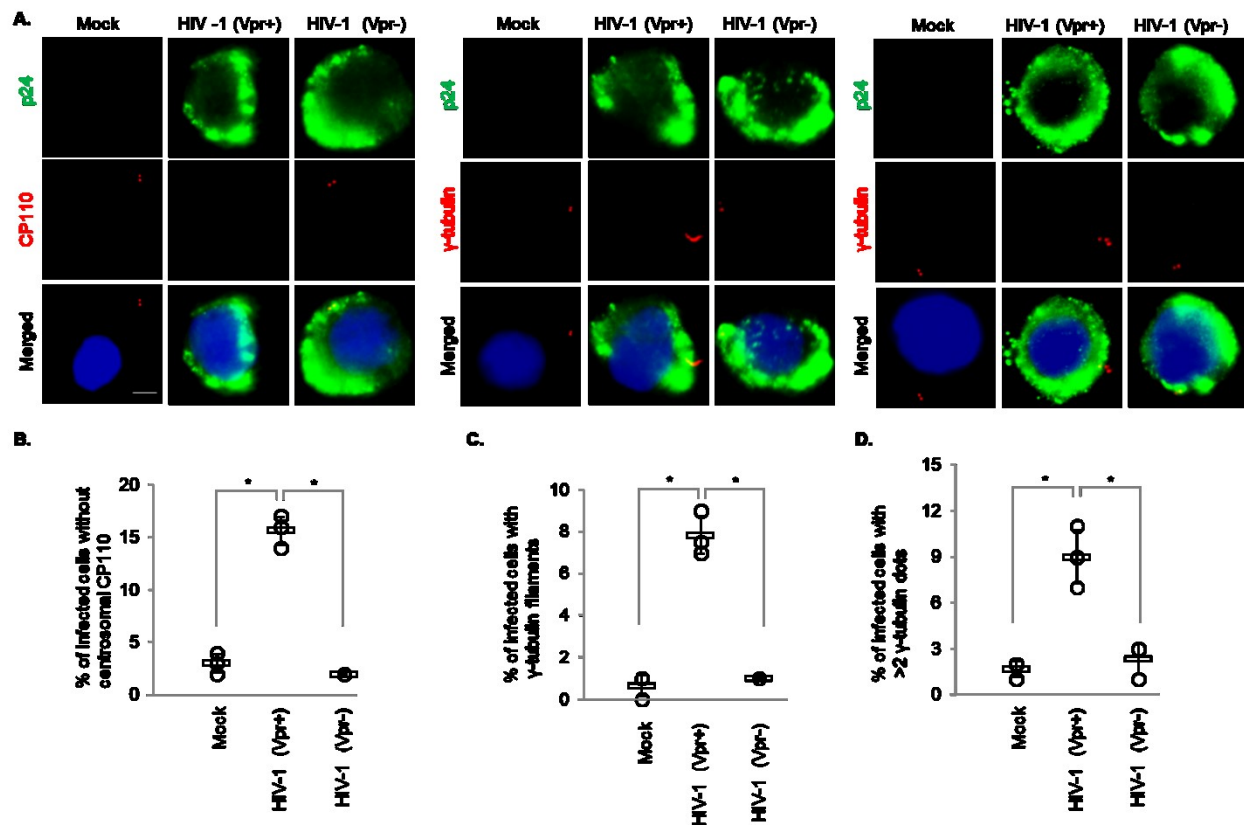 A.
Mock HIV -1 (Vpr+) HIV-1 (Vpr-)
p24
CP110
Merged
Mock HIV-1 (Vpr+) HIV-1 (Vpr-)
p24
γ-tubulin
Merged
Mock HIV-1 (Vpr+) HIV-1 (Vpr-)
p24
γ-tubulin
Merged
B.
% of infected cells without
centrosomal CP110
20
15
10
5
0
* *
Mock
HIV-1 (Vpr+)
HIV-1 (Vpr-)
C.
% of infected cells with
γ-tubulin filaments
10
8
6
4
2
0
* *
Mock
HIV-1 (Vpr+)
HIV-1 (Vpr-)
D.
% of infected cells with
>2 γ-tubulin dots
15
12
9
6
3
0
* *
Mock
HIV-1 (Vpr+)
HIV-1 (Vpr-)